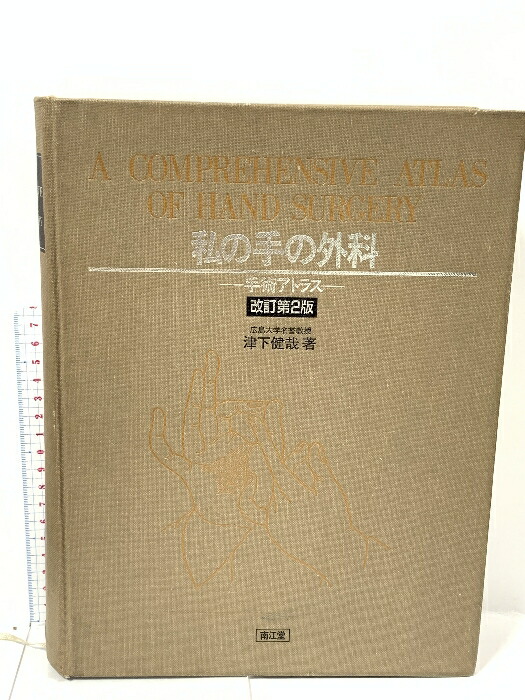 A COMPREHENSIVE ATLAS
OF HAND SURGERY
私の手の外科
—手術アトラス—
改訂第2版
広島大学名誉教授
津下健哉 著
南江堂